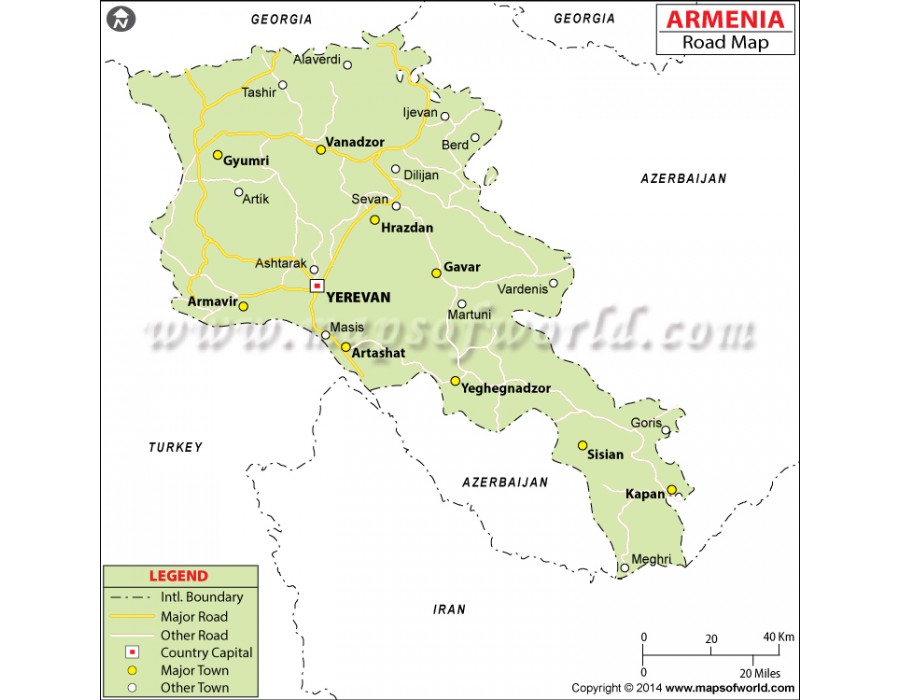 N
GEORGIA
GEORGIA
ARMENIA
Road Map
Alaverdi
Tashir
Ijevan
Vanadzor
Berd
Gyumri
Dilijan
AZERBAIJAN
Artik
Sevan
Hrazdan
Ashtarak
Gavar
Vardenis
YEREVAN
Armavir
Martuni
www.mapsofworld.com
Masis
Artashat
Yeghegnadzor
Goris
TURKEY
Sisian
AZERBAIJAN
Kapan
Meghri
LEGEND
Intl. Boundary
Major Road
Other Road
Country Capital
Major Town
Other Town
IRAN
0 20 40 Km
0 20 Miles
Copyright © 2014 www.mapsofworld.com